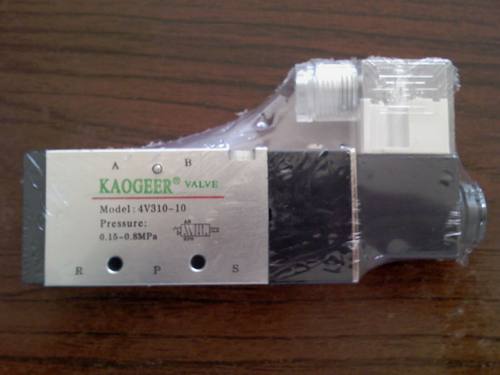 A B
KAOGEER® VALVE
Model: 4V310-10
Pressure:
0.15-0.8MPa
R P S